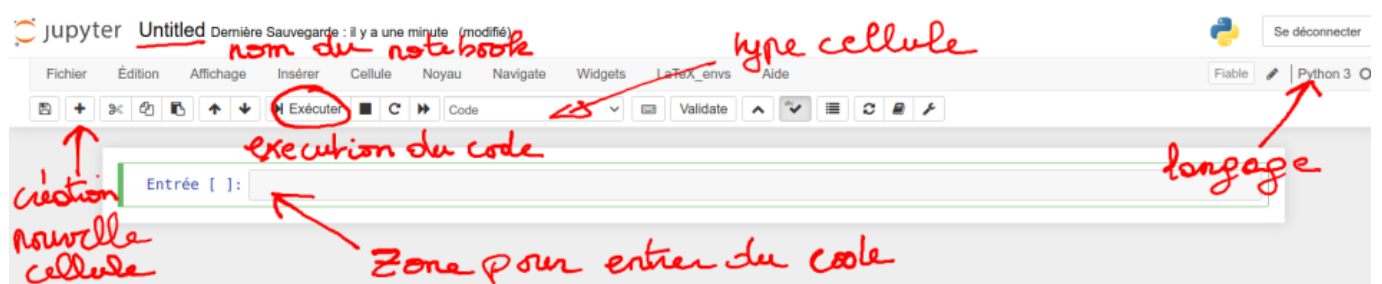 jupyter Untitled Dernière Sauvegarde : il y a une minute (modifié)
Se déconnecter
nom du notebook
type cellule
Fichier Édition Affichage Insérer Cellule Noyau Navigate Widgets LaTeX_envs Aide
Fiable Python 3
Exécuter Code Validate
execution du code
langage
Entrée [ ]:
création
nouvelle
cellule
Zone pour entrer du code